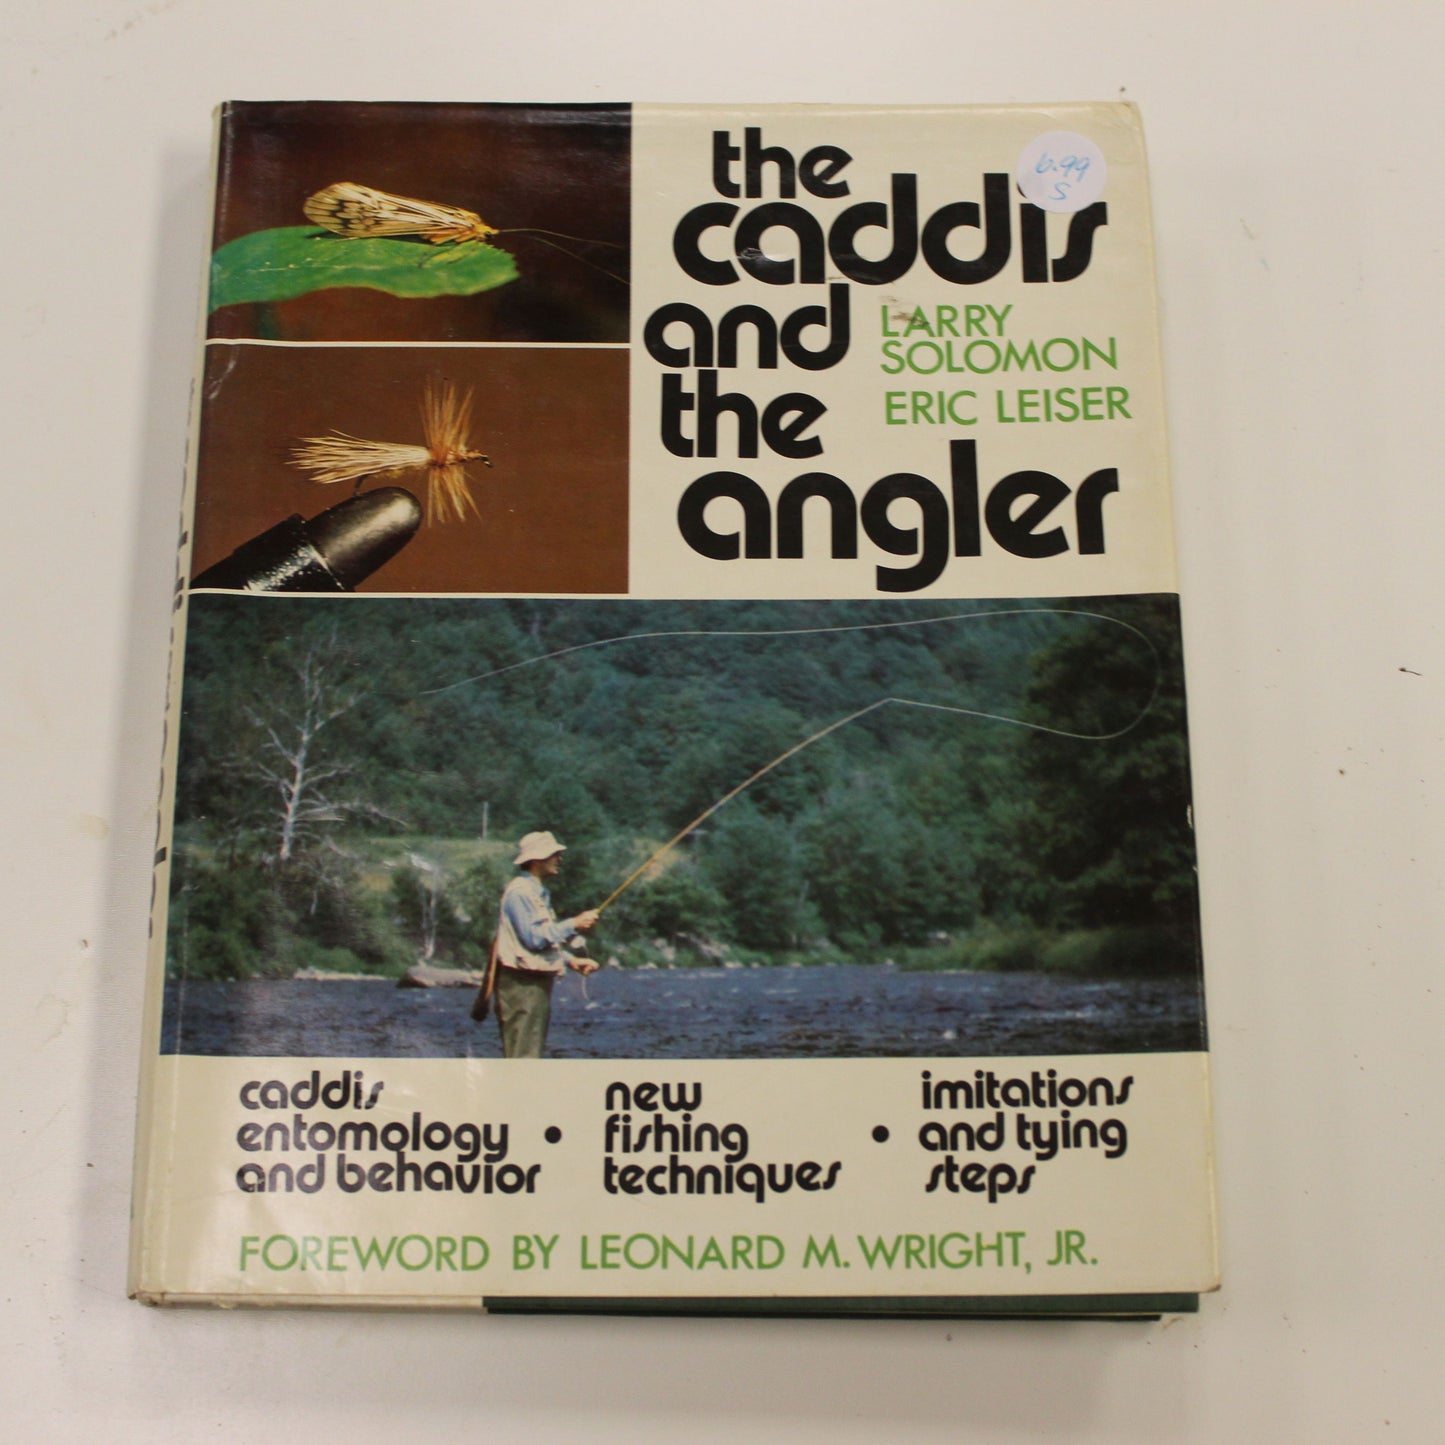 the
caddis
and
the
angler
LARRY
SOLOMON
ERIC LEISER
6.99
S
caddis
entomology
and behavior
•
new
fishing
techniques
•
imitations
and tying
steps
FOREWORD BY LEONARD M. WRIGHT, JR.